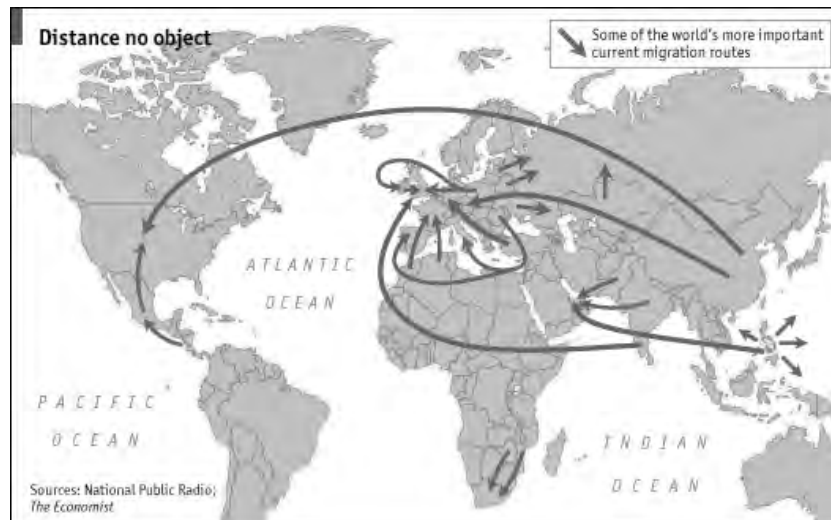 Distance no object
Some of the world's more important
current migration routes
ATLANTIC
OCEAN
PACIFIC
OCEAN
INDIAN
OCEAN
Sources: National Public Radio;
The Economist